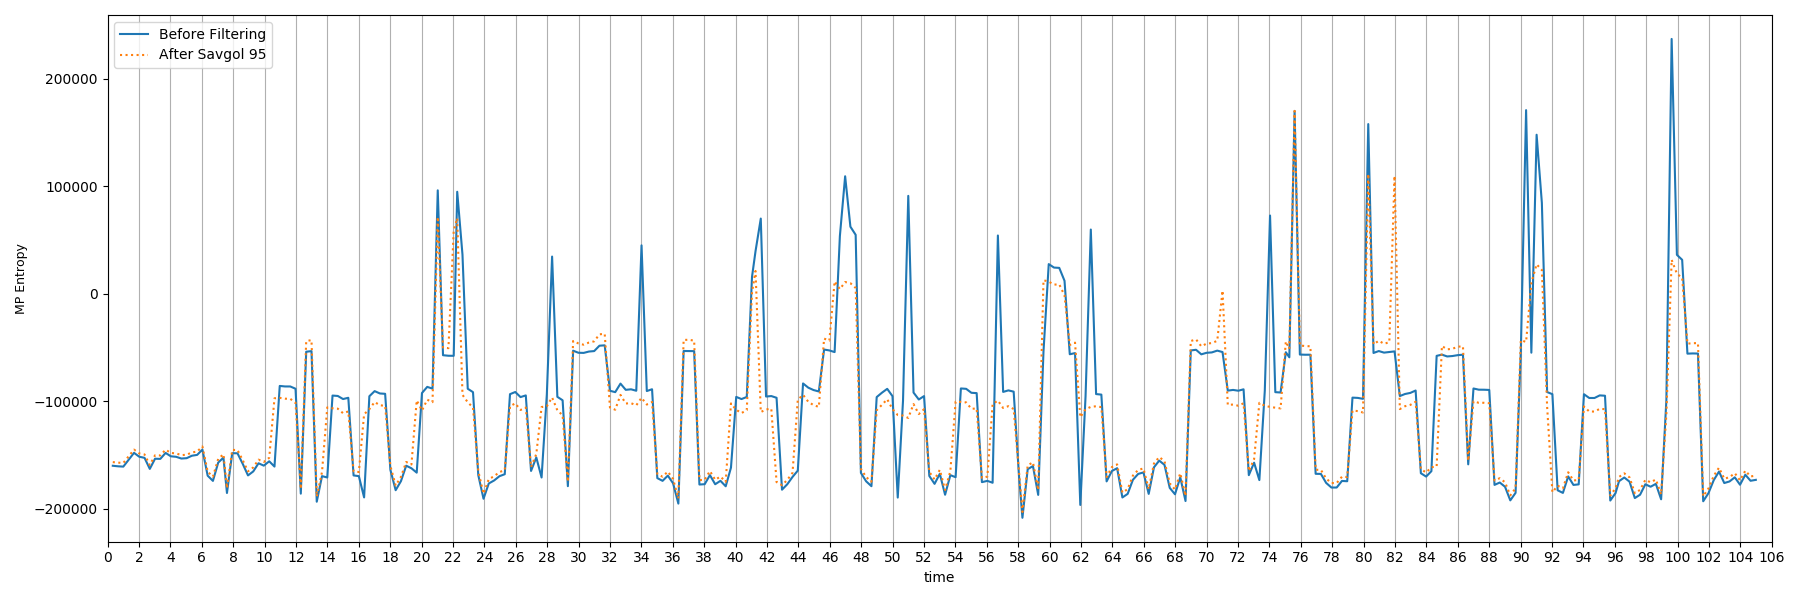 Before Filtering
After Savgol 95
200000
100000
0
−100000
−200000
MP Entropy
0 2 4 6 8 10 12 14 16 18 20 22 24 26 28 30 32 34 36 38 40 42 44 46 48 50 52 54 56 58 60 62 64 66 68 70 72 74 76 78 80 82 84 86 88 90 92 94 96 98 100 102 104 106
time